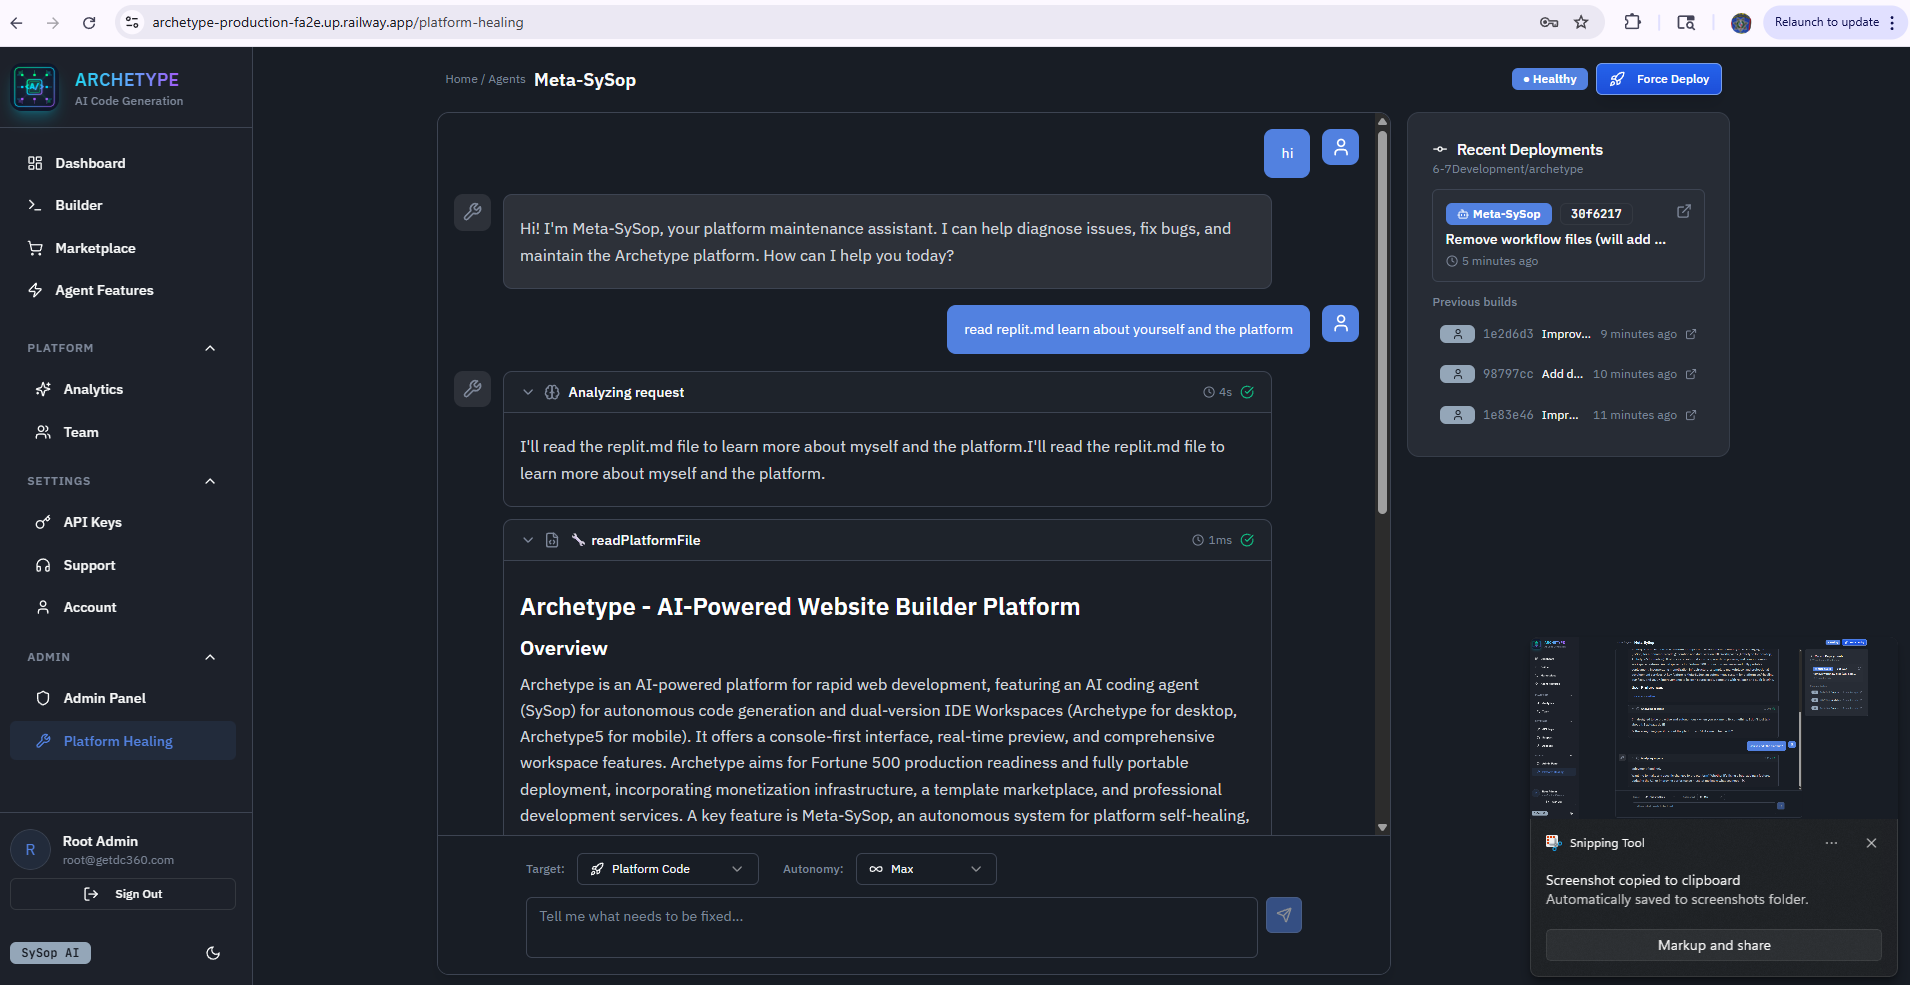 archetype-production-fa2e.up.railway.app/platform-healing
Relaunch to update
ARCHETYPE
AI Code Generation
Dashboard
Builder
Marketplace
Agent Features
PLATFORM
Analytics
Team
SETTINGS
API Keys
Support
Account
ADMIN
Admin Panel
Platform Healing
R
Root Admin
root@getdc360.com
Sign Out
SySop AI
Home / Agents Meta-SySop
Healthy
Force Deploy
hi
Hi! I'm Meta-SySop, your platform maintenance assistant. I can help diagnose issues, fix bugs, and
maintain the Archetype platform. How can I help you today?
read replit.md learn about yourself and the platform
Analyzing request 4s
I'll read the replit.md file to learn more about myself and the platform.I'll read the replit.md file to
learn more about myself and the platform.
readPlatformFile 1ms
Archetype - AI-Powered Website Builder Platform
Overview
Archetype is an AI-powered platform for rapid web development, featuring an AI coding agent
(SySop) for autonomous code generation and dual-version IDE Workspaces (Archetype for desktop,
Archetype5 for mobile). It offers a console-first interface, real-time preview, and comprehensive
workspace features. Archetype aims for Fortune 500 production readiness and fully portable
deployment, incorporating monetization infrastructure, a template marketplace, and professional
development services. A key feature is Meta-SySop, an autonomous system for platform self-healing,
Target: Platform Code Autonomy: Max
Tell me what needs to be fixed...
Recent Deployments
6-7Development/archetype
Meta-SySop 30f6217
Remove workflow files (will add ...
5 minutes ago
Previous builds
1e2d6d3 Improv... 9 minutes ago
98797cc Add d... 10 minutes ago
1e83e46 Impr... 11 minutes ago
Snipping Tool
Screenshot copied to clipboard
Automatically saved to screenshots folder.
Markup and share